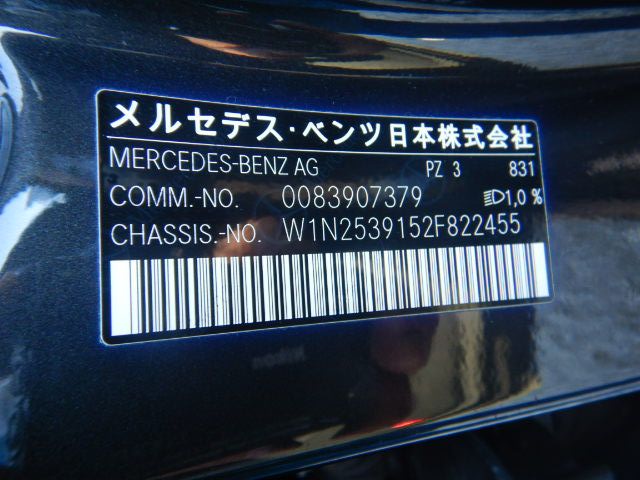 メルセデス・ベンツ日本株式会社
MERCEDES-BENZ AG PZ 3 831
COMM.-NO. 0083907379 1,0 %
CHASSIS.-NO. W1N2539152F822455